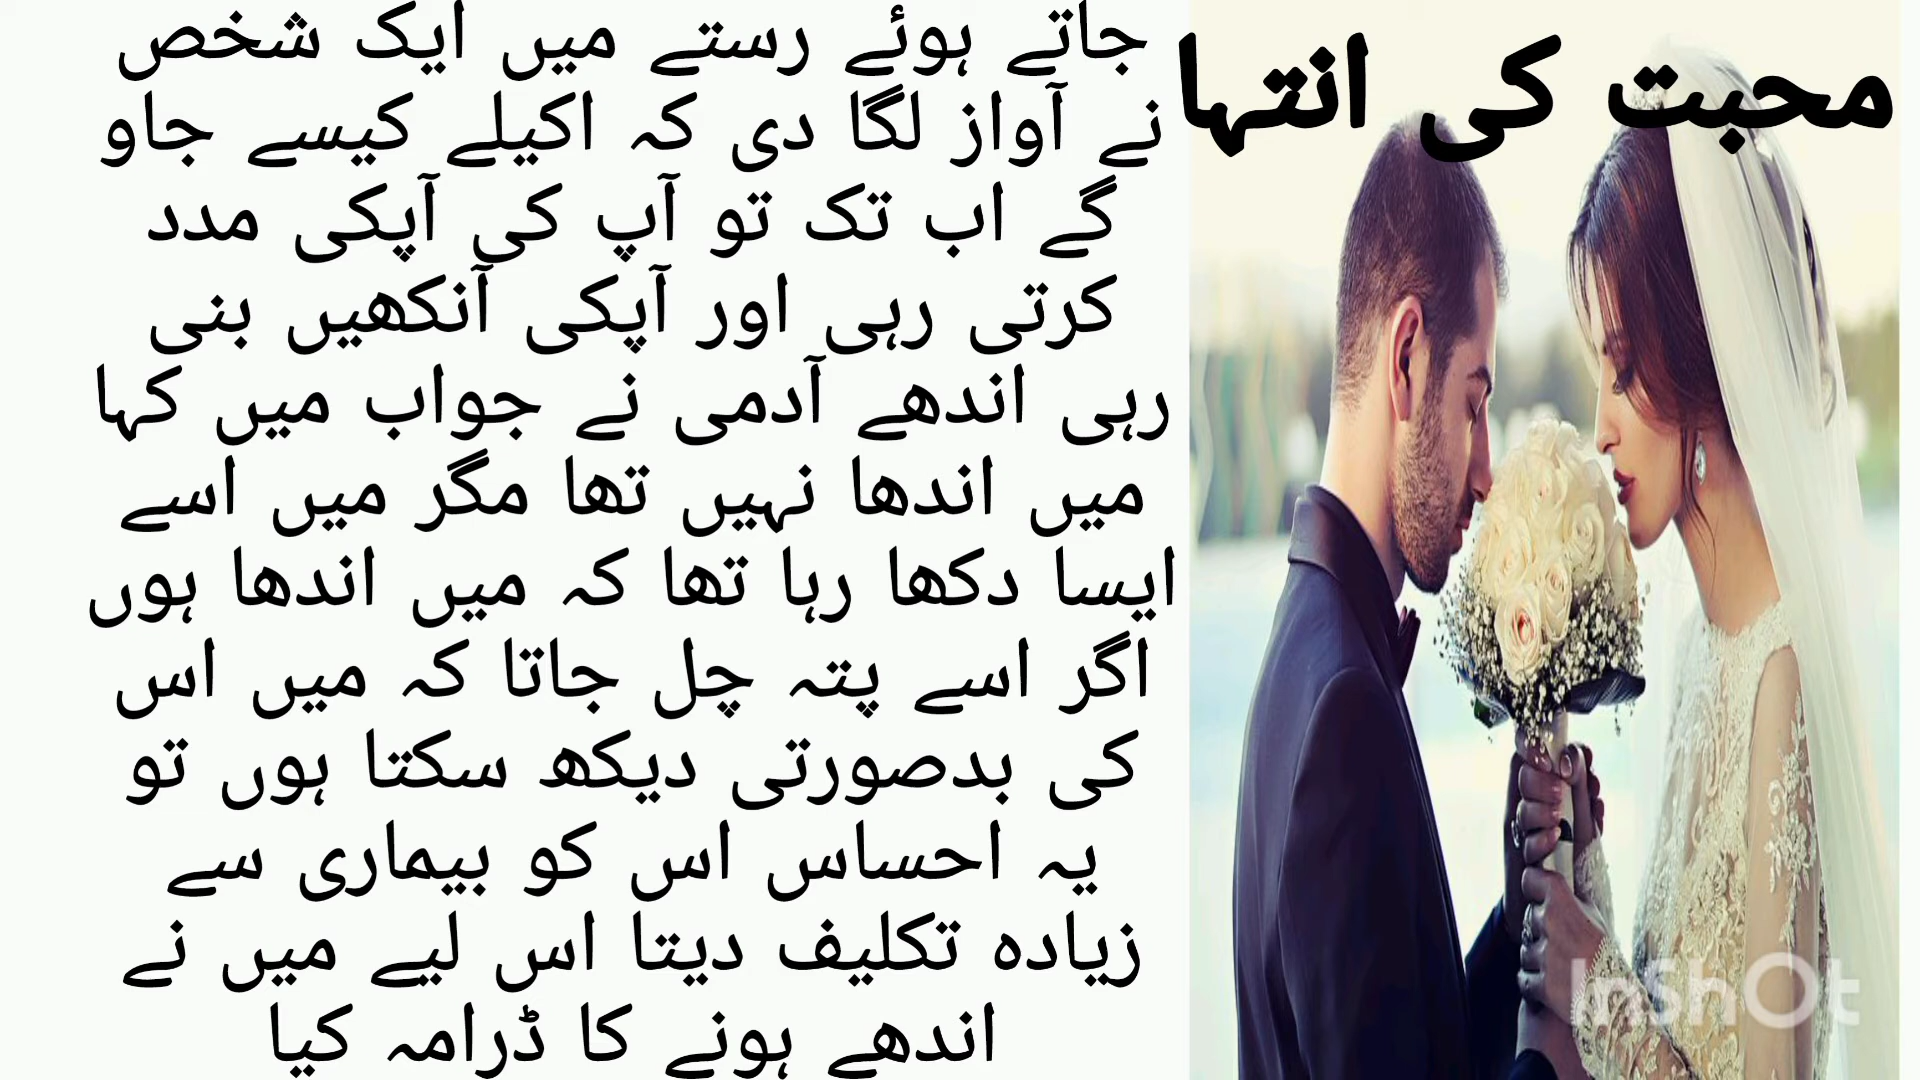 محبت کی انتہا
جاتے ہوئے رستے میں ایک شخص
نے آواز لگا دی کہ اکیلے کیسے جاو
گے اب تک تو آپ کی آپکی مدد
کرتی رہی اور آپکی آنکھیں بنی
رہی اندھے آدمی نے جواب میں کہا
میں اندھا نہیں تھا مگر میں اسے
ایسا دکھا رہا تھا کہ میں اندھا ہوں
اگر اسے پتہ چل جاتا کہ میں اس
کی بدصورتی دیکھ سکتا ہوں تو
یہ احساس اس کو بیماری سے
زیادہ تکلیف دیتا اس لیے میں نے
اندھے ہونے کا ڈرامہ کیا
InShOt